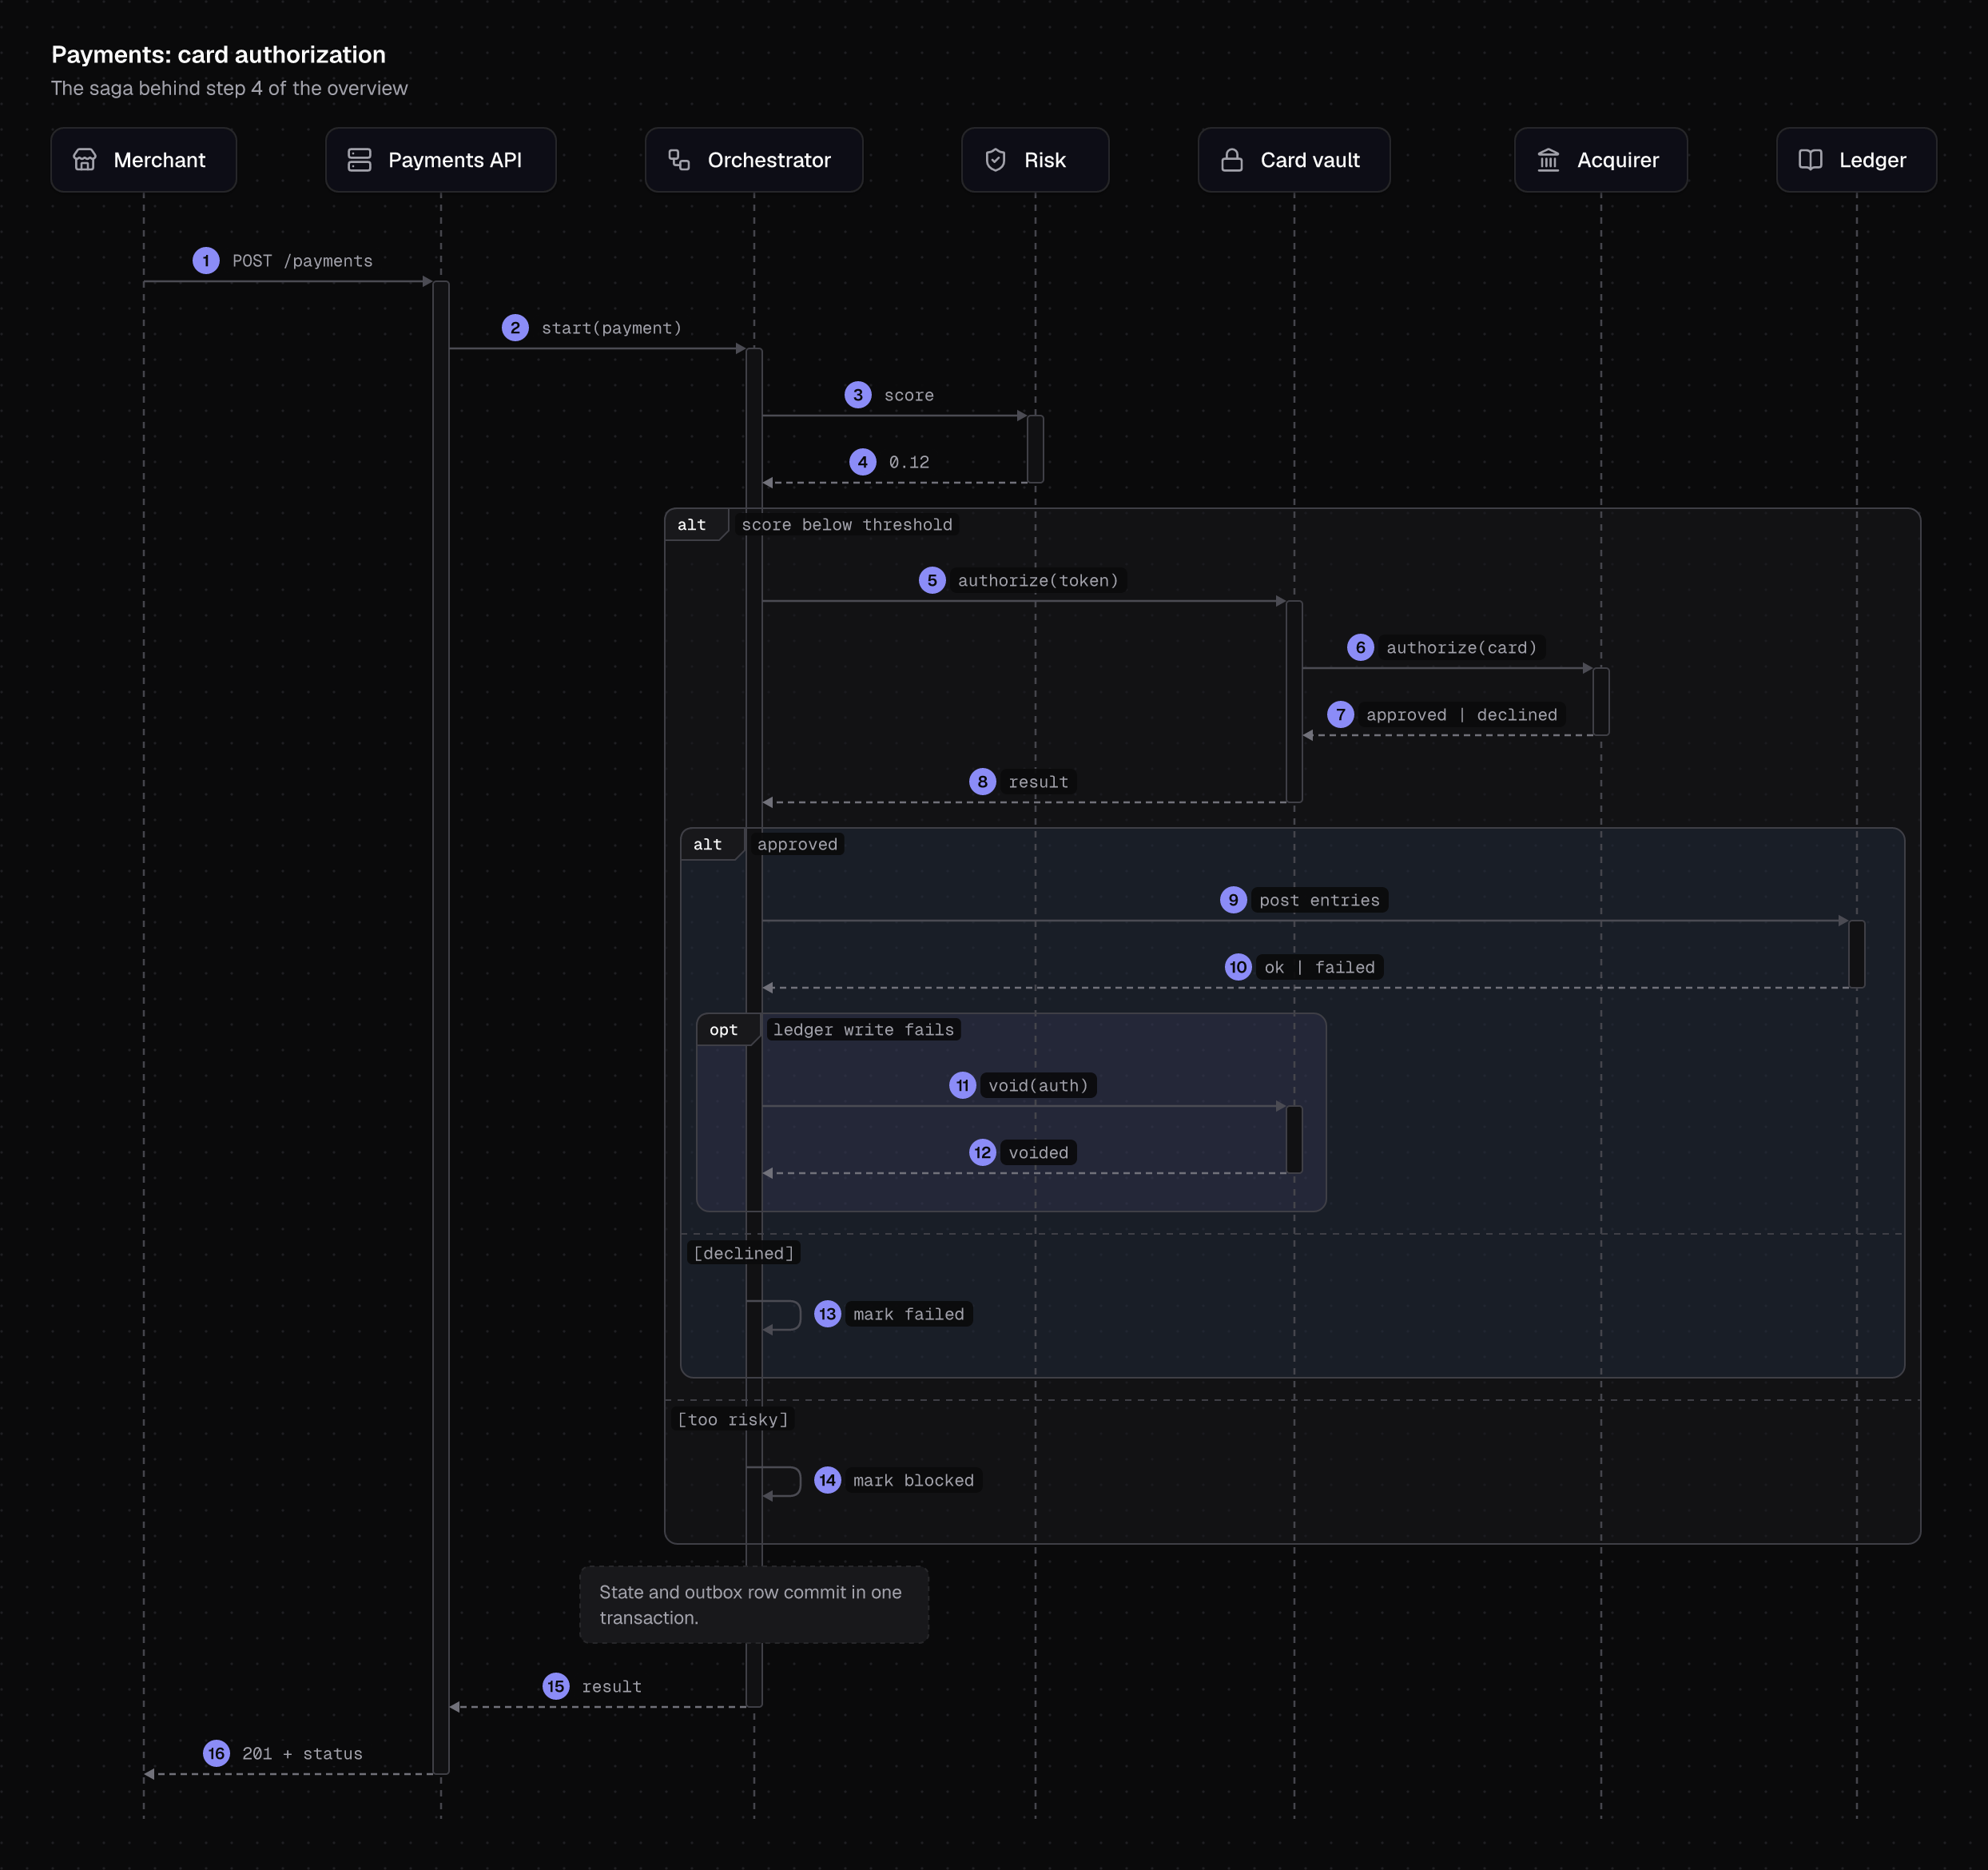 Payments: card authorization
The saga behind step 4 of the overview
Merchant
Payments API
Orchestrator
Risk
Card vault
Acquirer
Ledger
1 POST /payments
2 start(payment)
3 score
4 0.12
alt score below threshold
5 authorize(token)
6 authorize(card)
7 approved | declined
8 result
alt approved
9 post entries
10 ok | failed
opt ledger write fails
11 void(auth)
12 voided
[declined]
13 mark failed
[too risky]
14 mark blocked
State and outbox row commit in one
transaction.
15 result
16 201 + status